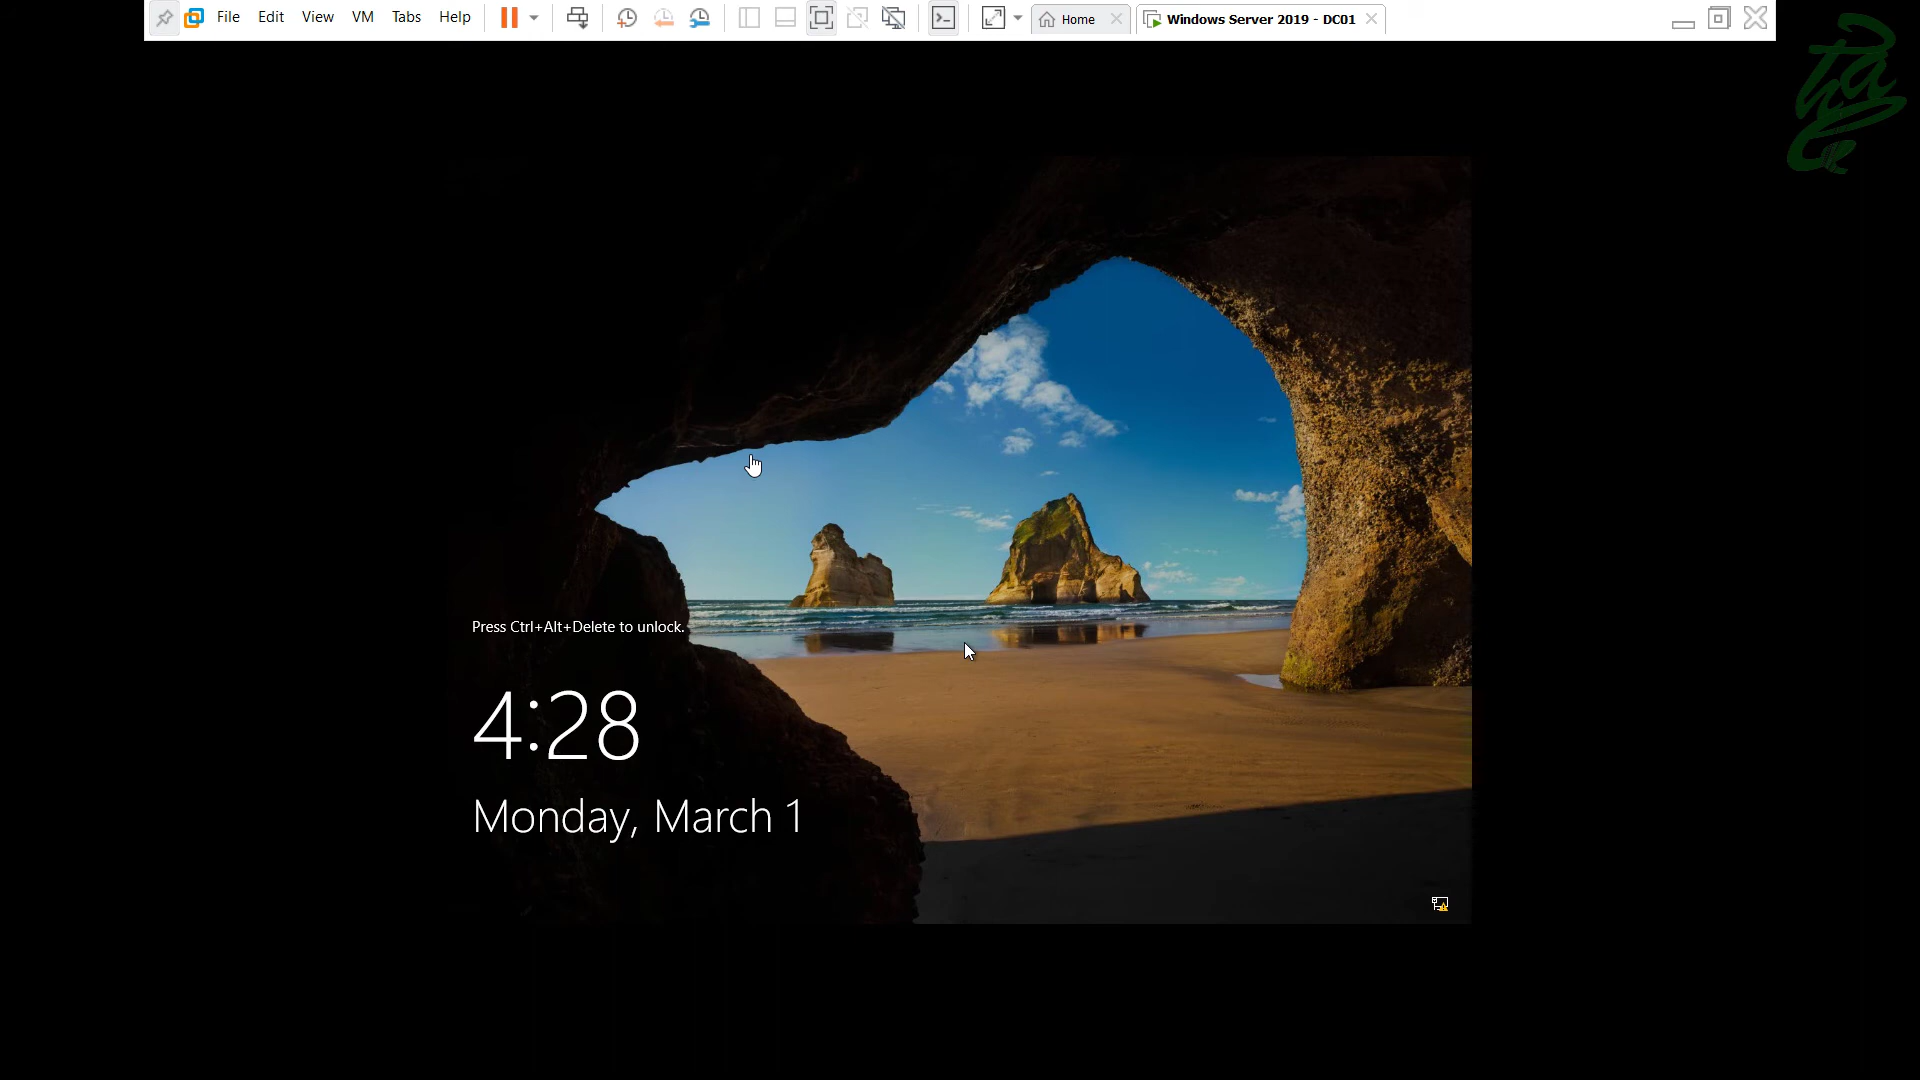 File Edit View VM Tabs Help Home Windows Server 2019 - DC01
Press Ctrl+Alt+Delete to unlock.
4:28
Monday, March 1